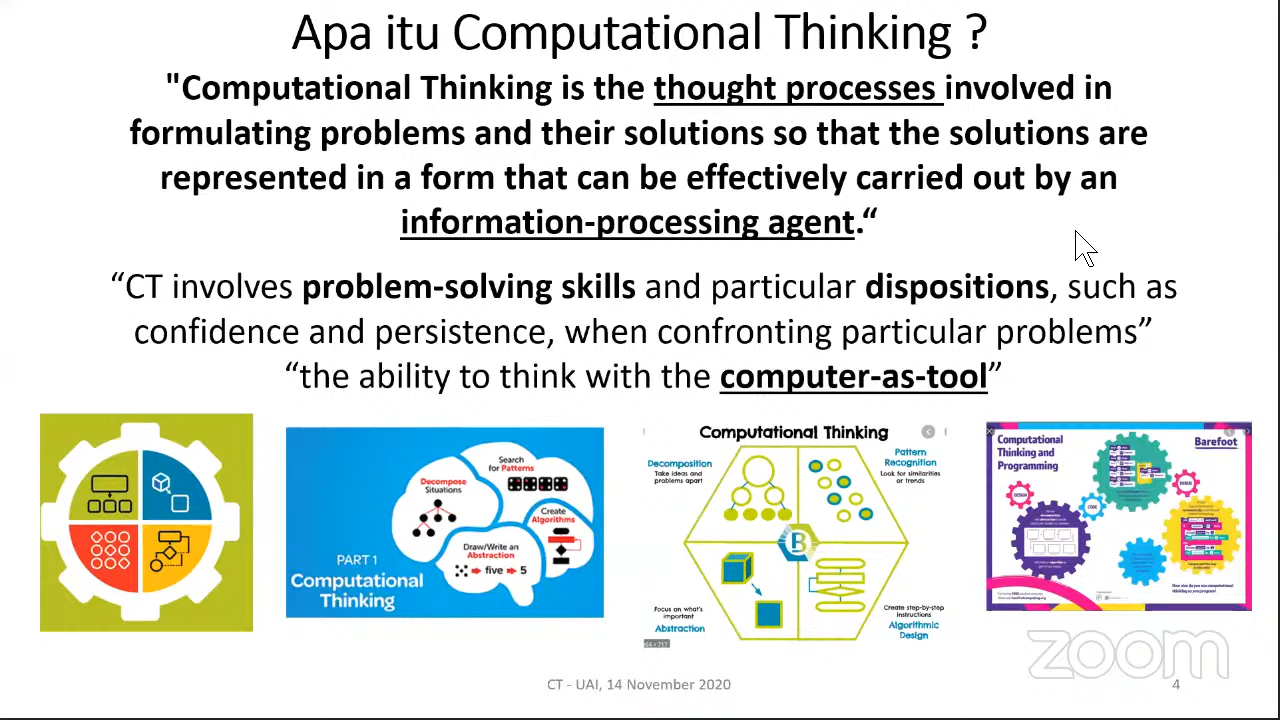 Apa itu Computational Thinking ?
"Computational Thinking is the thought processes involved in
formulating problems and their solutions so that the solutions are
represented in a form that can be effectively carried out by an
information-processing agent.“
“CT involves problem-solving skills and particular dispositions, such as
confidence and persistence, when confronting particular problems”
“the ability to think with the computer-as-tool”
PART 1
Computational
Thinking
Search
for Patterns
Decompose
Situations
Create
Algorithms
Draw/Write an
Abstraction
five
5
Computational Thinking
Decomposition
Take ideas and
problems apart
Pattern
Recognition
Look for similarities
or trends
B
Focus on what's
important
Abstraction
Create step-by-step
instructions
Algorithmic
Design
Computational
Thinking and
Programming
Barefoot
DESIGN
CODE
DEBUG
zoom
CT - UAI, 14 November 2020
4